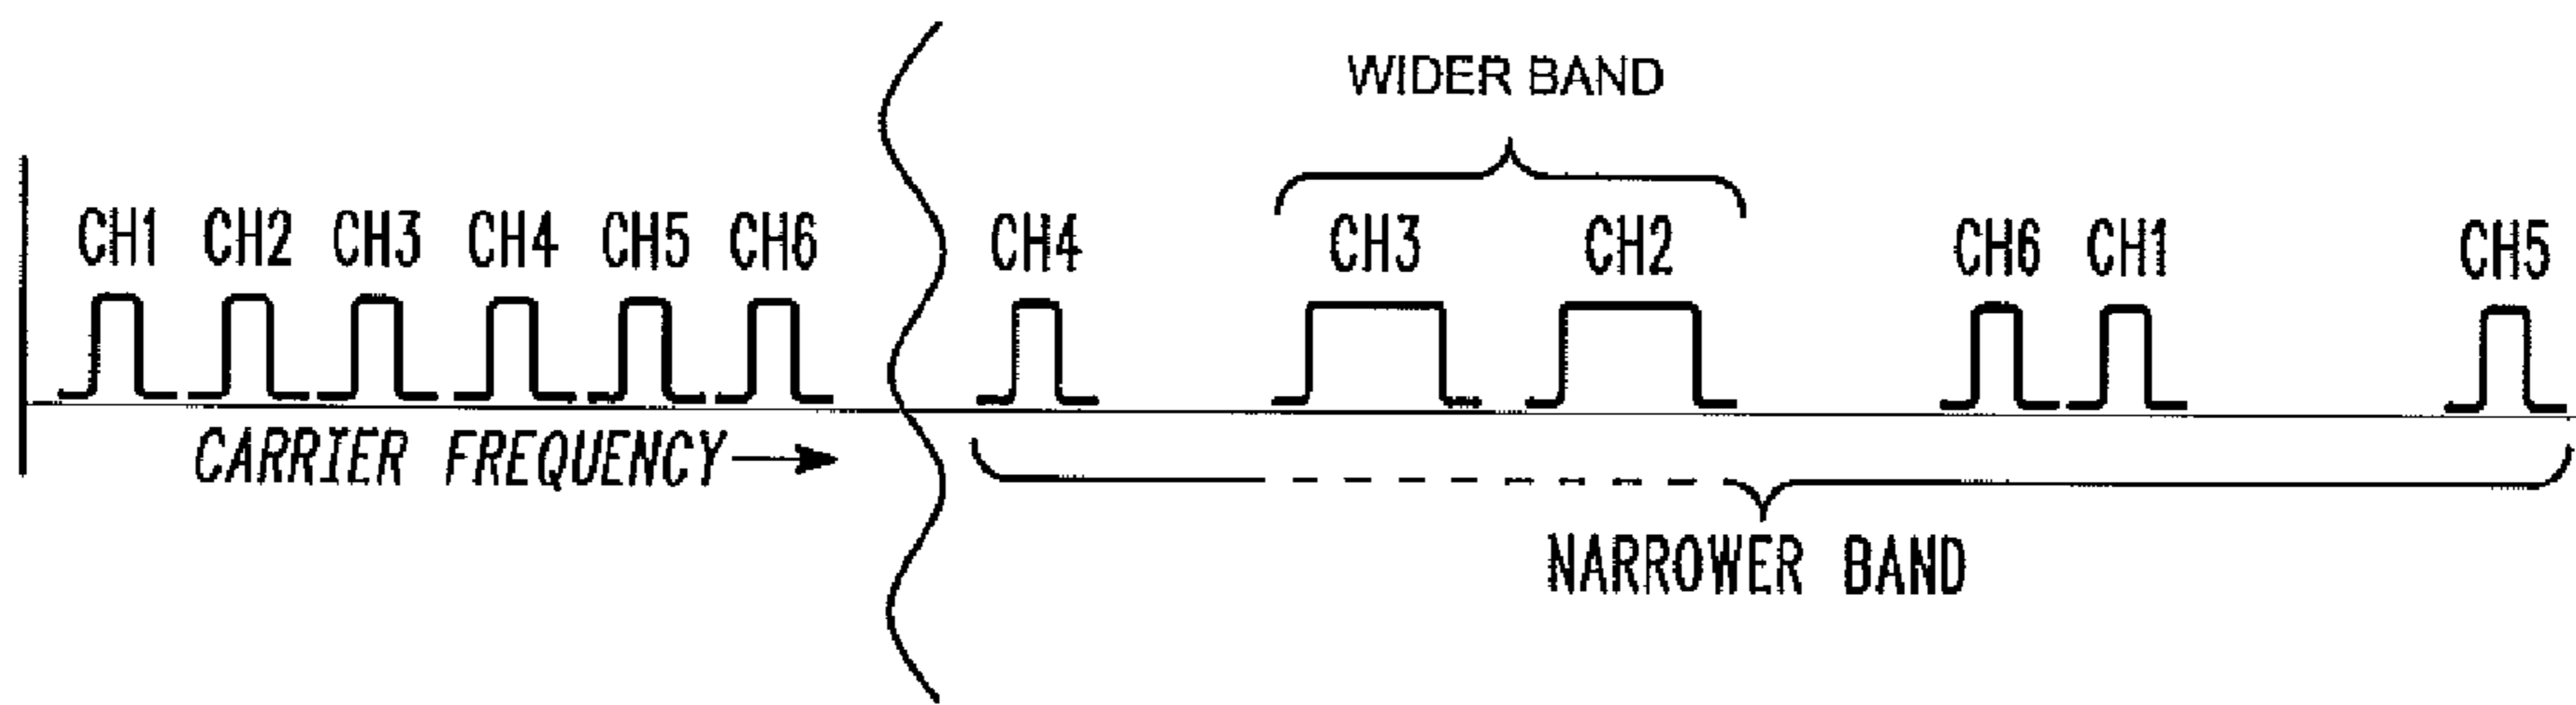 WIDER BAND
CH1 CH2 CH3 CH4 CH5 CH6 CH4 CH3 CH2 CH6 CH1 CH5
CARRIER FREQUENCY
NARROWER BAND